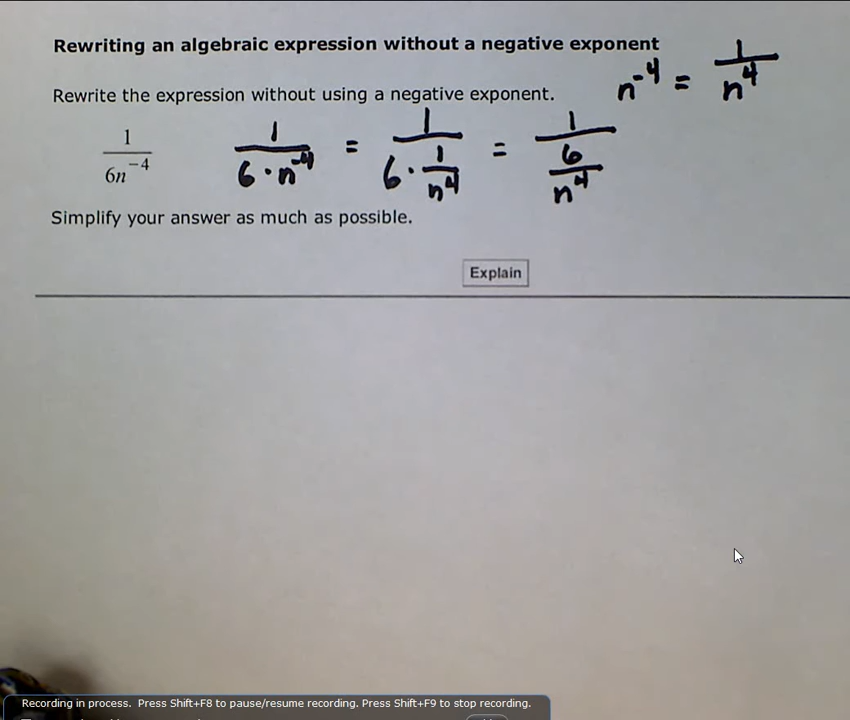 Rewriting an algebraic expression without a negative exponent
Rewrite the expression without using a negative exponent.
n⁻⁴ = 1/n⁴
1/6n⁻⁴
1/(6 · n⁻⁴) = 1/(6 · 1/n⁴) = 1/(6/n⁴)
Simplify your answer as much as possible.
Explain
Recording in process. Press Shift+F8 to pause/resume recording. Press Shift+F9 to stop recording.